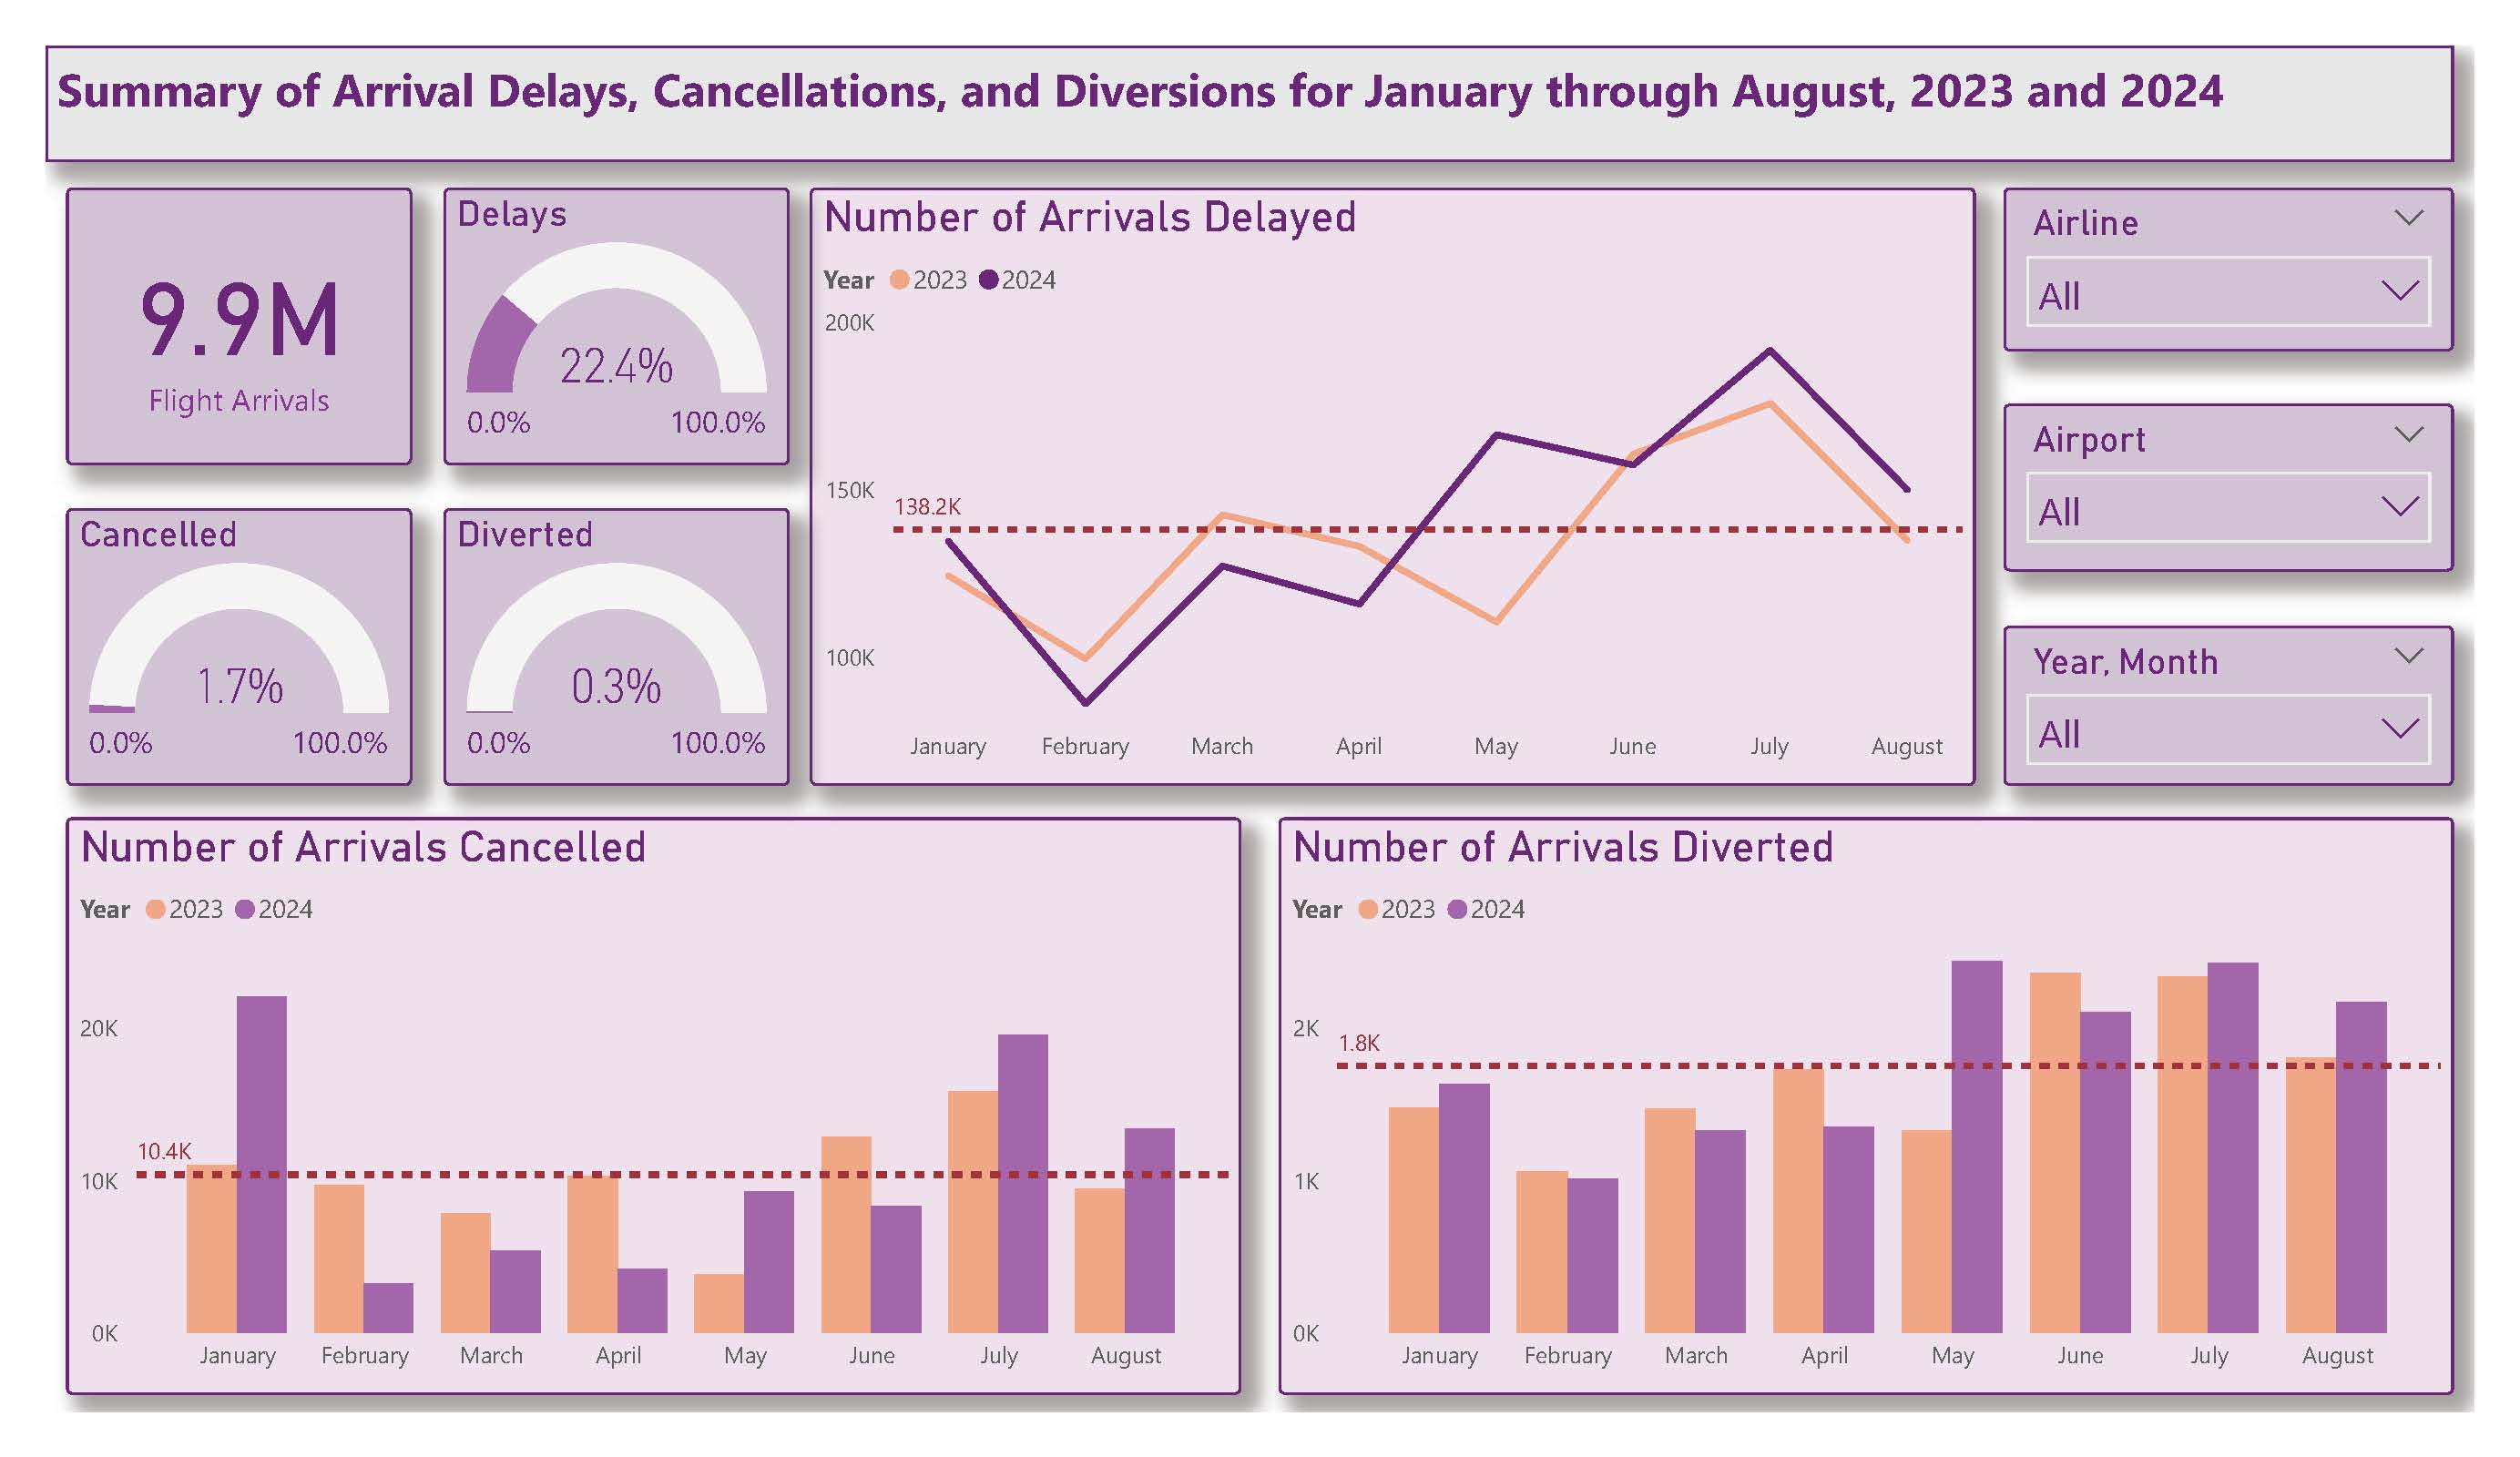 Summary of Arrival Delays, Cancellations, and Diversions for January through August, 2023 and 2024
9.9M
Flight Arrivals
Delays
22.4%
0.0% 100.0%
Cancelled
1.7%
0.0% 100.0%
Diverted
0.3%
0.0% 100.0%
Number of Arrivals Delayed
Year 2023 2024
200K
150K
138.2K
100K
January February March April May June July August
Airline
All
Airport
All
Year, Month
All
Number of Arrivals Cancelled
Year 2023 2024
20K
10.4K
10K
0K
January February March April May June July August
Number of Arrivals Diverted
Year 2023 2024
2K
1.8K
1K
0K
January February March April May June July August